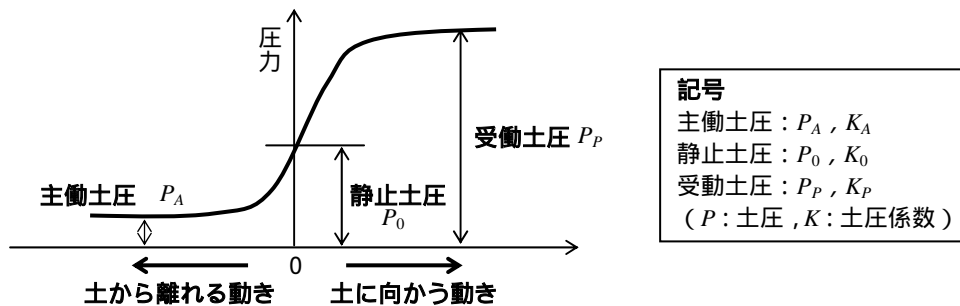 圧
力
受働土圧 P_P
主働土圧 P_A
静止土圧
P_0
0
土から離れる動き
土に向かう動き
記号
主働土圧：P_A , K_A
静止土圧：P_0 , K_0
受動土圧：P_P , K_P
（P：土圧 , K：土圧係数）